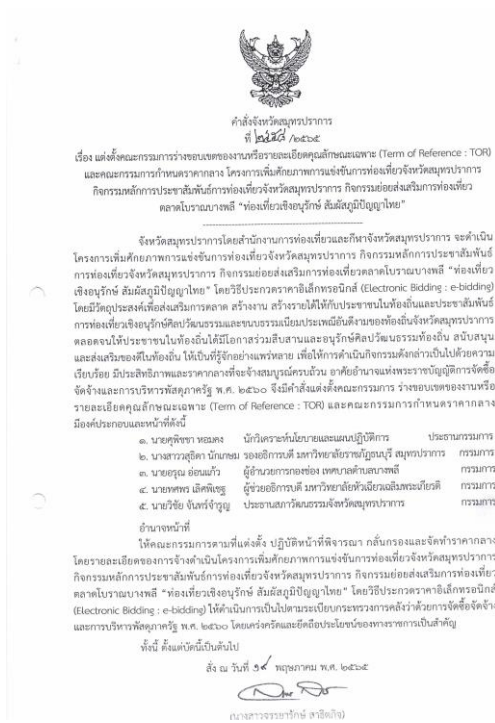 คำสั่งจังหวัดสมุทรปราการ
ที่ /๒๕๖๕
เรื่อง แต่งตั้งคณะกรรมการร่างขอบเขตของงานหรือรายละเอียดคุณลักษณะเฉพาะ (Term of Reference : TOR)
และคณะกรรมการกำหนดราคากลาง โครงการเพิ่มศักยภาพการแข่งขันการท่องเที่ยวจังหวัดสมุทรปราการ
กิจกรรมหลักการประชาสัมพันธ์การท่องเที่ยวจังหวัดสมุทรปราการ กิจกรรมย่อยส่งเสริมการท่องเที่ยว
ตลาดโบราณบางพลี “ท่องเที่ยวเชิงอนุรักษ์ สัมผัสภูมิปัญญาไทย”
จังหวัดสมุทรปราการโดยสำนักงานการท่องเที่ยวและกีฬาจังหวัดสมุทรปราการ จะดำเนิน
โครงการเพิ่มศักยภาพการแข่งขันการท่องเที่ยวจังหวัดสมุทรปราการ กิจกรรมหลักการประชาสัมพันธ์
การท่องเที่ยวจังหวัดสมุทรปราการ กิจกรรมย่อยส่งเสริมการท่องเที่ยวตลาดโบราณบางพลี “ท่องเที่ยว
เชิงอนุรักษ์ สัมผัสภูมิปัญญาไทย” โดยวิธีประกวดราคาอิเล็กทรอนิกส์ (Electronic Bidding : e-bidding)
โดยมีวัตถุประสงค์เพื่อส่งเสริมการตลาด สร้างงาน สร้างรายได้ให้กับประชาชนในท้องถิ่นและประชาสัมพันธ์
การท่องเที่ยวเชิงอนุรักษ์ศิลปวัฒนธรรมและขนบธรรมเนียมประเพณีอันดีงามของท้องถิ่นจังหวัดสมุทรปราการ
ตลอดจนให้ประชาชนในท้องถิ่นได้มีโอกาสร่วมสืบสานและอนุรักษ์ศิลปวัฒนธรรมท้องถิ่น สนับสนุน
และส่งเสริมของดีในท้องถิ่น ให้เป็นที่รู้จักอย่างแพร่หลาย เพื่อให้การดำเนินกิจกรรมดังกล่าวเป็นไปด้วยความ
เรียบร้อย มีประสิทธิภาพและราคากลางที่จะจ้างสมบูรณ์ครบถ้วน อาศัยอำนาจแห่งพระราชบัญญัติการจัดซื้อ
จัดจ้างและการบริหารพัสดุภาครัฐ พ.ศ. ๒๕๖๐ จึงมีคำสั่งแต่งตั้งคณะกรรมการ ร่างขอบเขตของงานหรือ
รายละเอียดคุณลักษณะเฉพาะ (Term of Reference : TOR) และคณะกรรมการกำหนดราคากลาง
มีองค์ประกอบและหน้าที่ดังนี้
๑. นายศุพิชชา หอมคง นักวิเคราะห์นโยบายและแผนปฏิบัติการ ประธานกรรมการ
๒. นางสาวสุธิดา นักเกษม รองอธิการบดี มหาวิทยาลัยราชภัฏธนบุรี สมุทรปราการ กรรมการ
๓. นายอรุณ อ่อนแก้ว ผู้อำนวยการกองช่าง เทศบาลตำบลบางพลี กรรมการ
๔. นายทศพร เลิศพิเชฐ ผู้ช่วยอธิการบดี มหาวิทยาลัยหัวเฉียวเฉลิมพระเกียรติ กรรมการ
๕. นายวิชัย จันทร์จำรูญ ประธานสภาวัฒนธรรมจังหวัดสมุทรปราการ กรรมการ
อำนาจหน้าที่
ให้คณะกรรมการตามที่แต่งตั้ง ปฏิบัติหน้าที่พิจารณา กลั่นกรองและจัดทำราคากลาง
โดยรายละเอียดของการจ้างดำเนินโครงการเพิ่มศักยภาพการแข่งขันการท่องเที่ยวจังหวัดสมุทรปราการ
กิจกรรมหลักการประชาสัมพันธ์การท่องเที่ยวจังหวัดสมุทรปราการ กิจกรรมย่อยส่งเสริมการท่องเที่ยว
ตลาดโบราณบางพลี “ท่องเที่ยวเชิงอนุรักษ์ สัมผัสภูมิปัญญาไทย” โดยวิธีประกวดราคาอิเล็กทรอนิกส์
(Electronic Bidding : e-bidding) ให้ดำเนินการเป็นไปตามระเบียบกระทรวงการคลังว่าด้วยการจัดซื้อจัดจ้าง
และการบริหารพัสดุภาครัฐ พ.ศ. ๒๕๖๐ โดยเคร่งครัดและยึดถือประโยชน์ของทางราชการเป็นสำคัญ
ทั้งนี้ ตั้งแต่บัดนี้เป็นต้นไป
สั่ง ณ วันที่ ๑๙ พฤษภาคม พ.ศ. ๒๕๖๕